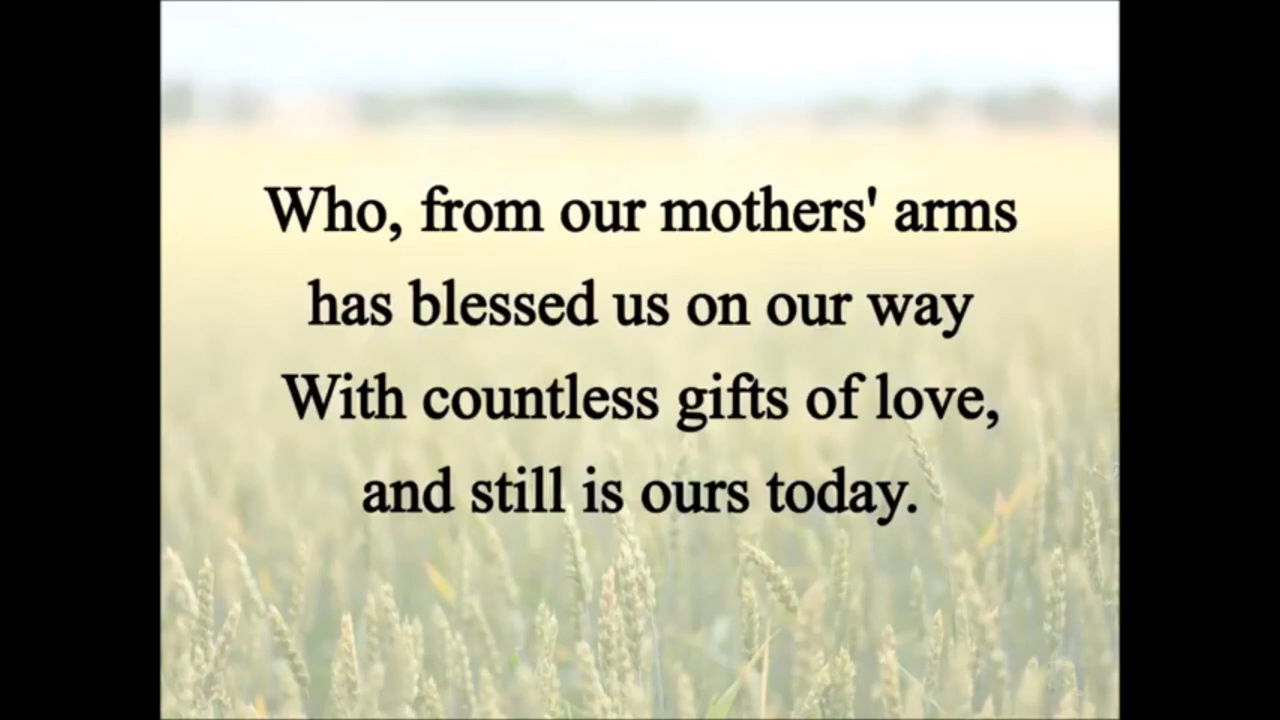 Who, from our mothers' arms
has blessed us on our way
With countless gifts of love,
and still is ours today.